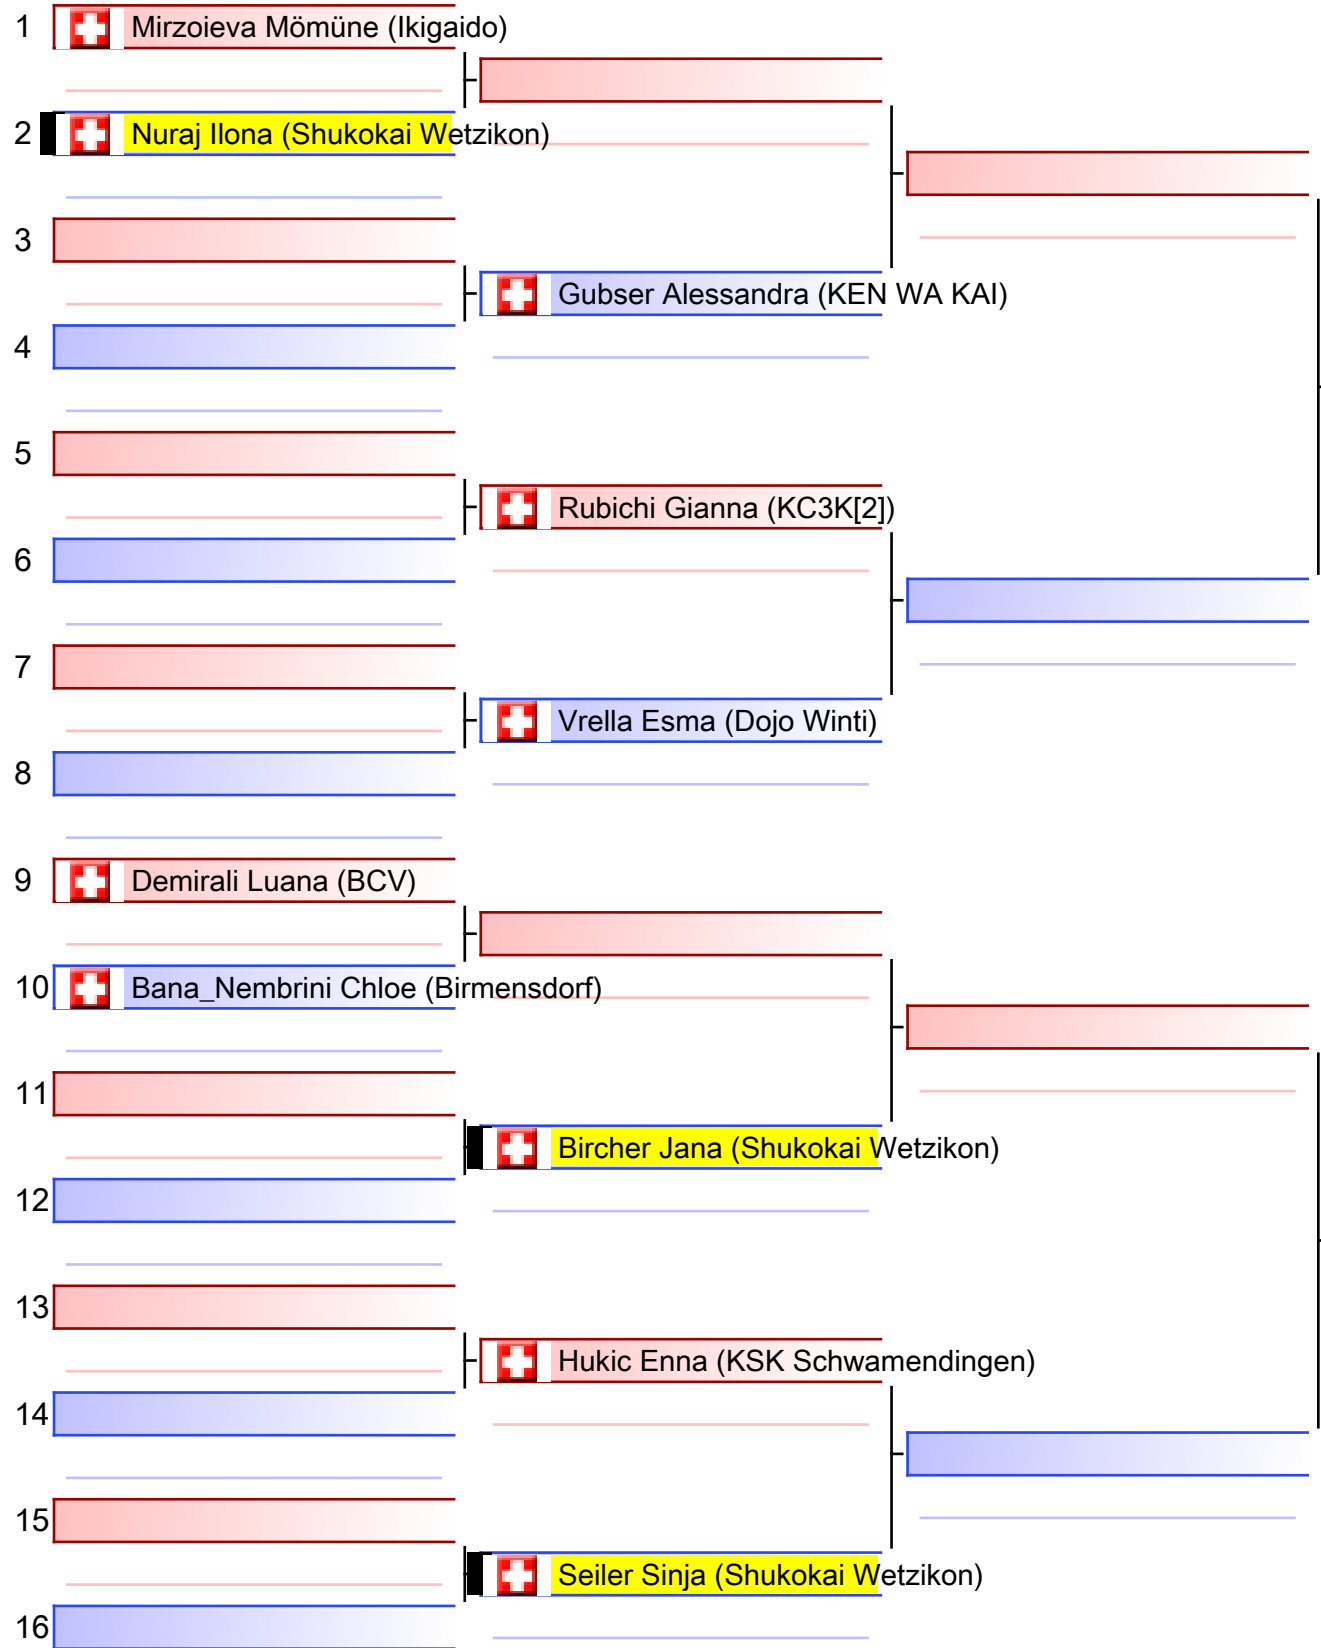 1 Mirzoieva Mömüne (Ikigaido)
2 Nuraj Ilona (Shukokai Wetzikon)
3
Gubser Alessandra (KEN WA KAI)
4
5
Rubichi Gianna (KC3K[2])
6
7
Vrella Esma (Dojo Winti)
8
9 Demirali Luana (BCV)
10 Bana_Nembrini Chloe (Birmensdorf)
11
Bircher Jana (Shukokai Wetzikon)
12
13
Hukic Enna (KSK Schwamendingen)
14
15
Seiler Sinja (Shukokai Wetzikon)
16